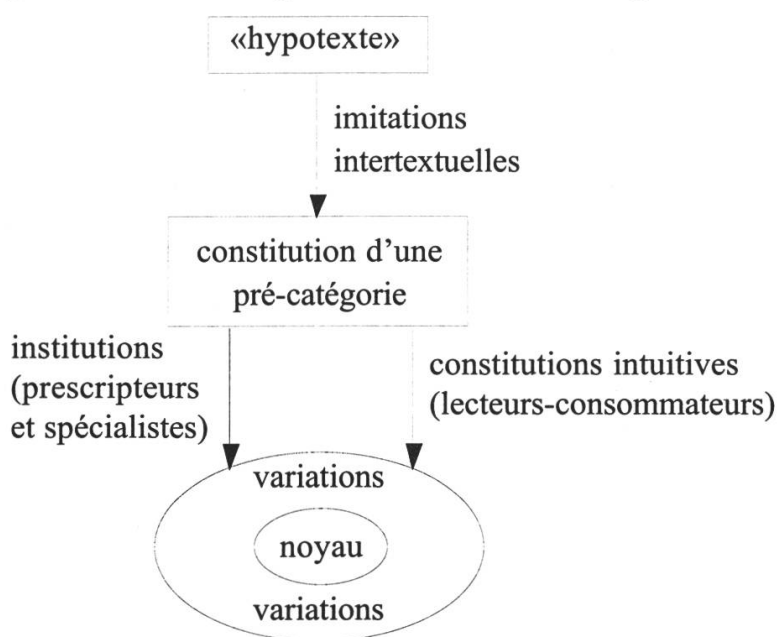 «hypotexte»
imitations
intertextuelles
constitution d’une
pré-catégorie
institutions
(prescripteurs
et spécialistes)
constitutions intuitives
(lecteurs-consommateurs)
variations
noyau
variations